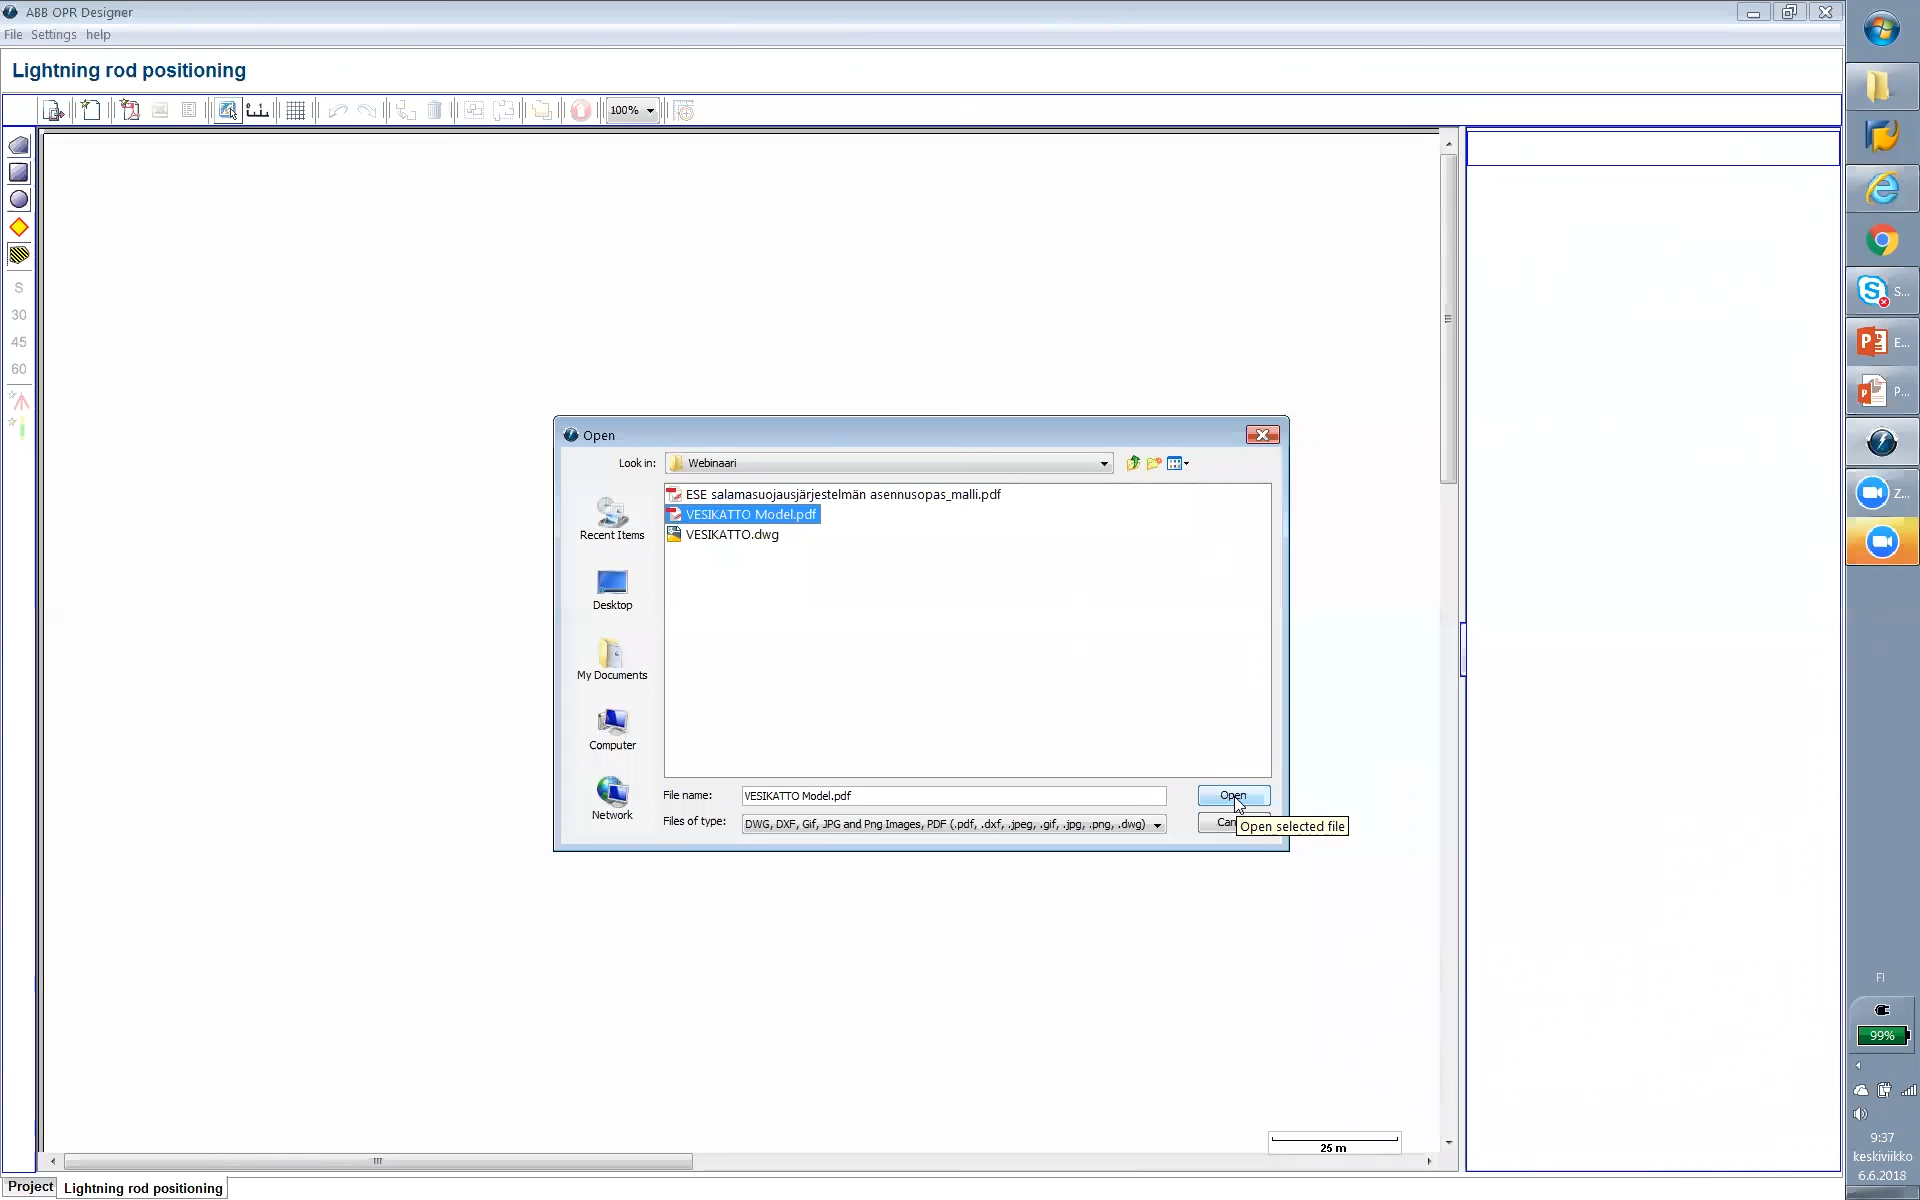 ABB OPR Designer
File Settings help
Lightning rod positioning
100%
S
30
45
60
Open
Look in: Webinaari
ESE salamasuojausjärjestelmän asennusopas_malli.pdf
VESIKATTO Model.pdf
VESIKATTO.dwg
Recent Items
Desktop
My Documents
Computer
Network
File name: VESIKATTO Model.pdf Open
Files of type: DWG, DXF, Gif, JPG and Png Images, PDF (.pdf, .dxf, .jpeg, .gif, .jpg, .png, .dwg) Can
Open selected file
25 m
Project Lightning rod positioning
S...
E...
P...
Z...
FI
99%
9:37
keskiviikko
6.6.2018